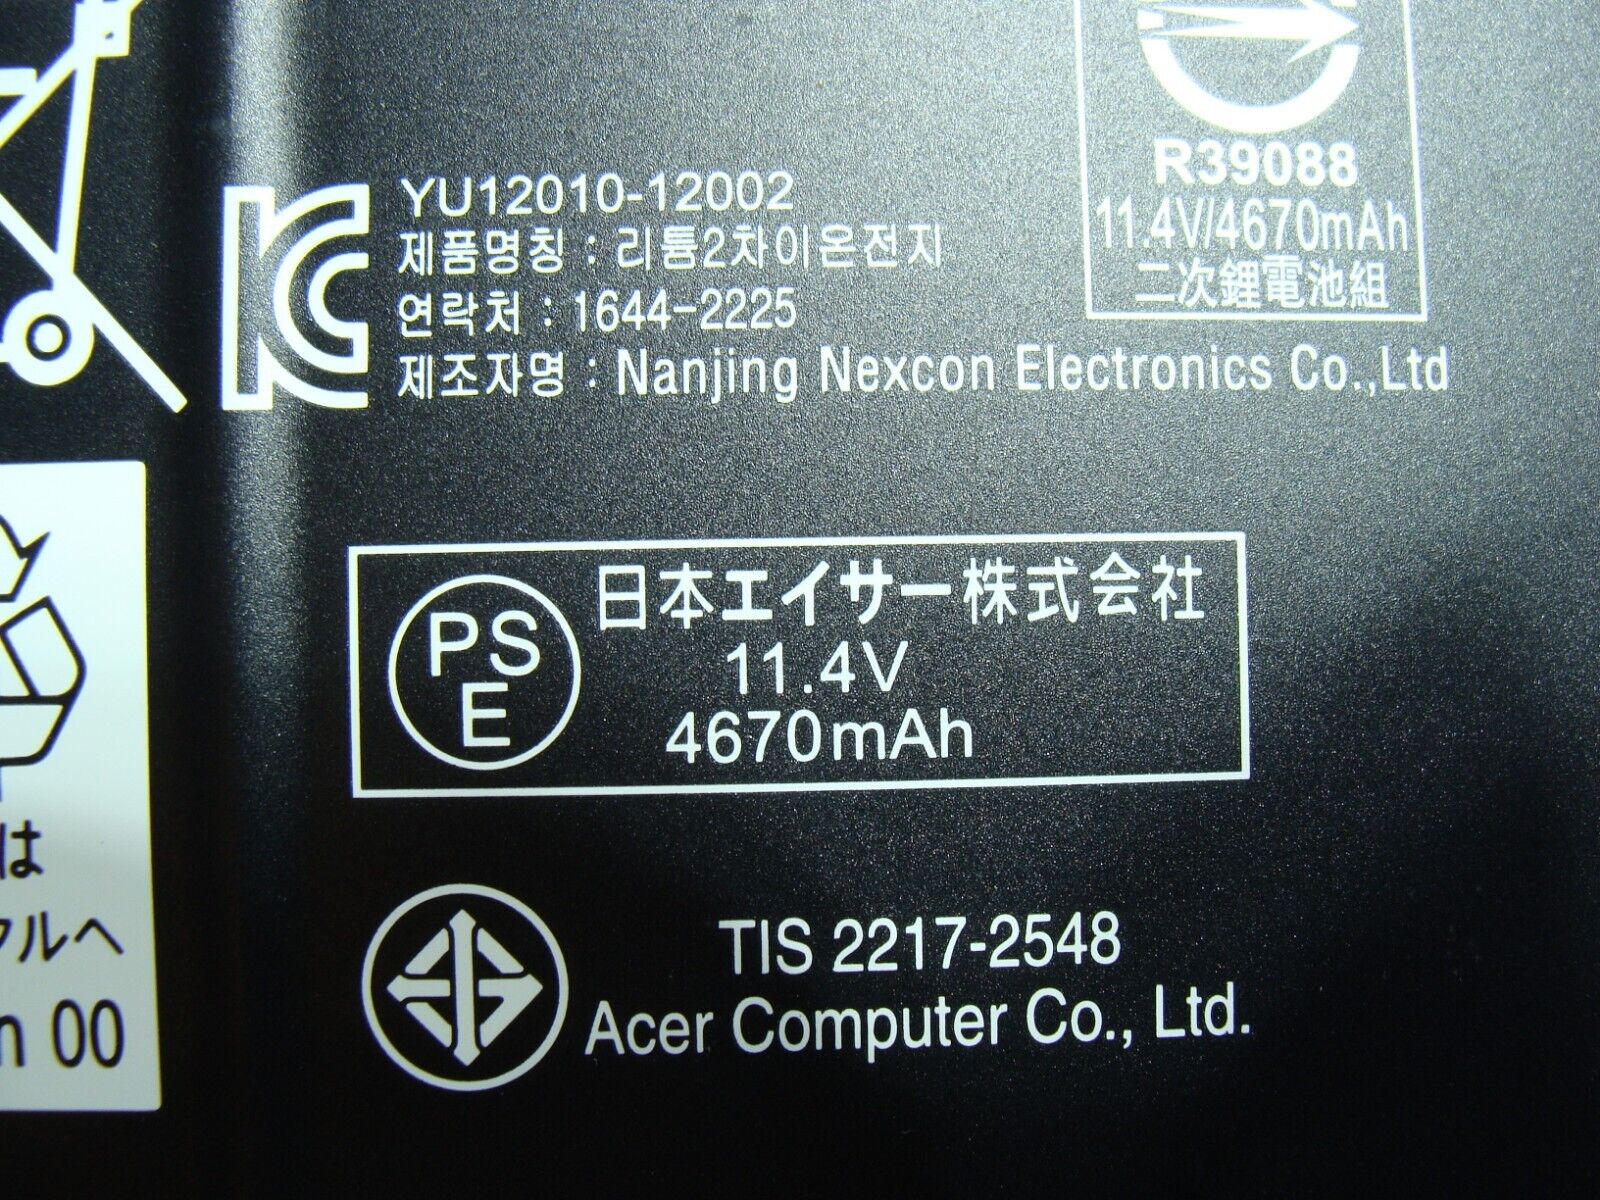 R39088
11.4V/4670mAh
二次鋰電池組
YU12010-12002
제품명칭 : 리튬2차이온전지
연락처 : 1644-2225
제조자명 : Nanjing Nexcon Electronics Co.,Ltd
PS
E
日本エイサー株式会社
11.4V
4670mAh
は
クルへ
n 00
TIS 2217-2548
Acer Computer Co., Ltd.